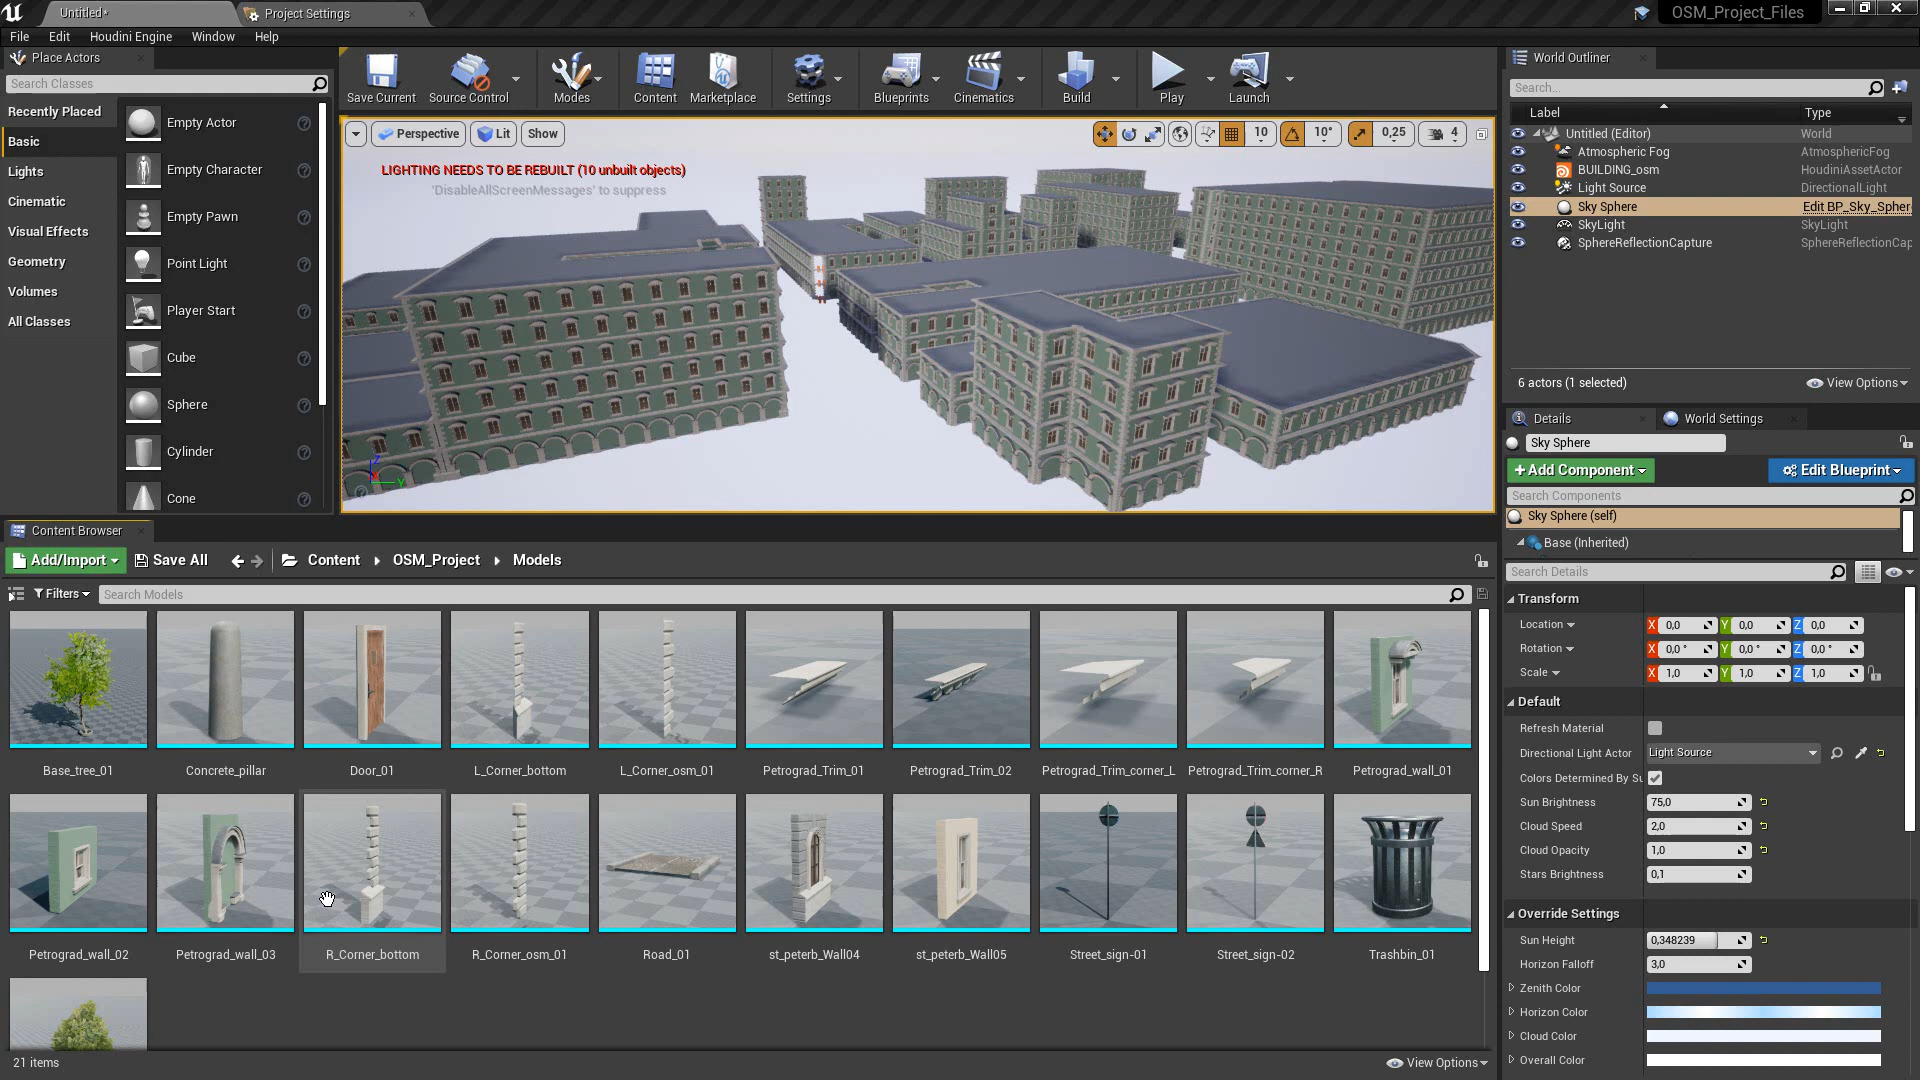 Untitled*
Project Settings
OSM_Project_Files
File Edit Houdini Engine Window Help
Place Actors
Search Classes
Recently Placed
Basic
Lights
Cinematic
Visual Effects
Geometry
Volumes
All Classes
Empty Actor
Empty Character
Empty Pawn
Point Light
Player Start
Cube
Sphere
Cylinder
Cone
Save Current Source Control Modes Content Marketplace Settings Blueprints Cinematics Build Play Launch
Perspective Lit Show
10 10° 0,25 4
LIGHTING NEEDS TO BE REBUILT (10 unbuilt objects)
'DisableAllScreenMessages' to suppress
Z
Y
World Outliner
Search...
Label Type
Untitled (Editor) World
Atmospheric Fog AtmosphericFog
BUILDING_osm HoudiniAssetActor
Light Source DirectionalLight
Sky Sphere Edit BP_Sky_Spher
SkyLight SkyLight
SphereReflectionCapture SphereReflectionCap
6 actors (1 selected) View Options
Details World Settings
Sky Sphere
+Add Component Edit Blueprint
Search Components
Sky Sphere (self)
Base (Inherited)
Search Details
Transform
Location X 0,0 Y 0,0 Z 0,0
Rotation X 0,0 ° Y 0,0 ° Z 0,0 °
Scale X 1,0 Y 1,0 Z 1,0
Default
Refresh Material
Directional Light Actor Light Source
Colors Determined By Su
Sun Brightness 75,0
Cloud Speed 2,0
Cloud Opacity 1,0
Stars Brightness 0,1
Override Settings
Sun Height 0,348239
Horizon Falloff 3,0
Zenith Color
Horizon Color
Cloud Color
Overall Color
Content Browser
Add/Import Save All Content OSM_Project Models
Filters Search Models
Base_tree_01 Concrete_pillar Door_01 L_Corner_bottom L_Corner_osm_01 Petrograd_Trim_01 Petrograd_Trim_02 Petrograd_Trim_corner_L Petrograd_Trim_corner_R Petrograd_wall_01
Petrograd_wall_02 Petrograd_wall_03 R_Corner_bottom R_Corner_osm_01 Road_01 st_peterb_Wall04 st_peterb_Wall05 Street_sign-01 Street_sign-02 Trashbin_01
21 items View Options